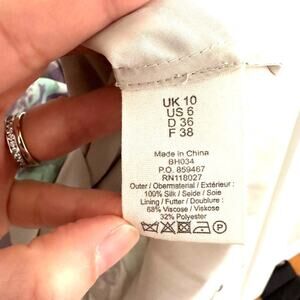 UK 10
US 6
D 36
F 38
Made in China
BH034
P.O. 859467
RN118027
Outer / Obermaterial / Extérieur :
100% Silk / Seide / Soie
Lining / Futter / Doublure :
68% Viscose / Viskose
32% Polyester